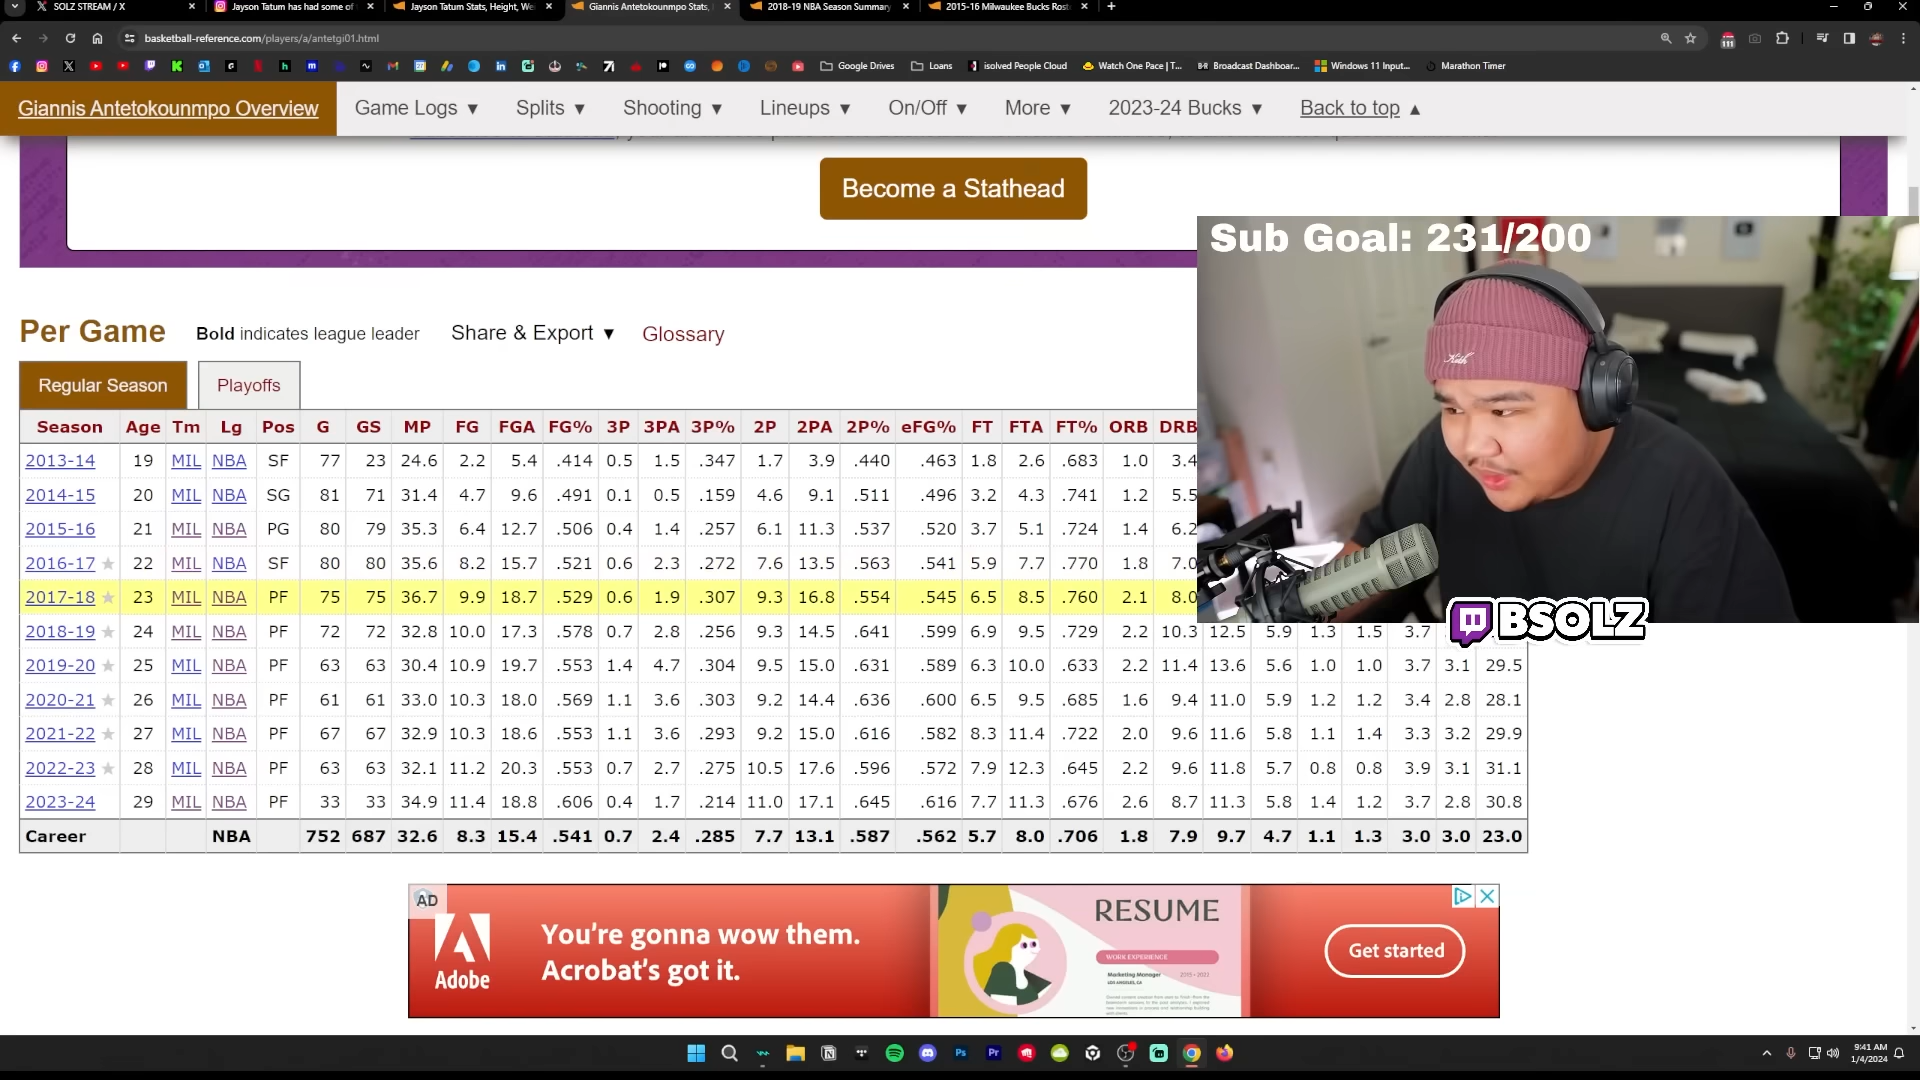 SOLZ STREAM / X
Jayson Tatum has had some of
Jayson Tatum Stats, Height, We
Giannis Antetokounmpo Stats,
2018-19 NBA Season Summary
2015-16 Milwaukee Bucks Rost
basketball-reference.com/players/a/antetgi01.html
Google Drives Loans isolved People Cloud Watch One Pace | T... Broadcast Dashboar... Windows 11 Input... Marathon Timer
Giannis Antetokounmpo Overview Game Logs ▼ Splits ▼ Shooting ▼ Lineups ▼ On/Off ▼ More ▼ 2023-24 Bucks ▼ Back to top ▲
Become a Stathead
Sub Goal: 231/200
Per Game Bold indicates league leader Share & Export ▼ Glossary
Regular Season Playoffs
Season Age Tm Lg Pos G GS MP FG FGA FG% 3P 3PA 3P% 2P 2PA 2P% eFG% FT FTA FT% ORB DRB
2013-14 19 MIL NBA SF 77 23 24.6 2.2 5.4 .414 0.5 1.5 .347 1.7 3.9 .440 .463 1.8 2.6 .683 1.0 3.4
2014-15 20 MIL NBA SG 81 71 31.4 4.7 9.6 .491 0.1 0.5 .159 4.6 9.1 .511 .496 3.2 4.3 .741 1.2 5.5
2015-16 21 MIL NBA PG 80 79 35.3 6.4 12.7 .506 0.4 1.4 .257 6.1 11.3 .537 .520 3.7 5.1 .724 1.4 6.2
2016-17 ★ 22 MIL NBA SF 80 80 35.6 8.2 15.7 .521 0.6 2.3 .272 7.6 13.5 .563 .541 5.9 7.7 .770 1.8 7.0
2017-18 ★ 23 MIL NBA PF 75 75 36.7 9.9 18.7 .529 0.6 1.9 .307 9.3 16.8 .554 .545 6.5 8.5 .760 2.1 8.0
2018-19 ★ 24 MIL NBA PF 72 72 32.8 10.0 17.3 .578 0.7 2.8 .256 9.3 14.5 .641 .599 6.9 9.5 .729 2.2 10.3 12.5 5.9 1.3 1.5 3.7
2019-20 ★ 25 MIL NBA PF 63 63 30.4 10.9 19.7 .553 1.4 4.7 .304 9.5 15.0 .631 .589 6.3 10.0 .633 2.2 11.4 13.6 5.6 1.0 1.0 3.7 3.1 29.5
2020-21 ★ 26 MIL NBA PF 61 61 33.0 10.3 18.0 .569 1.1 3.6 .303 9.2 14.4 .636 .600 6.5 9.5 .685 1.6 9.4 11.0 5.9 1.2 1.2 3.4 2.8 28.1
2021-22 ★ 27 MIL NBA PF 67 67 32.9 10.3 18.6 .553 1.1 3.6 .293 9.2 15.0 .616 .582 8.3 11.4 .722 2.0 9.6 11.6 5.8 1.1 1.4 3.3 3.2 29.9
2022-23 ★ 28 MIL NBA PF 63 63 32.1 11.2 20.3 .553 0.7 2.7 .275 10.5 17.6 .596 .572 7.9 12.3 .645 2.2 9.6 11.8 5.7 0.8 0.8 3.9 3.1 31.1
2023-24 29 MIL NBA PF 33 33 34.9 11.4 18.8 .606 0.4 1.7 .214 11.0 17.1 .645 .616 7.7 11.3 .676 2.6 8.7 11.3 5.8 1.4 1.2 3.7 2.8 30.8
Career NBA 752 687 32.6 8.3 15.4 .541 0.7 2.4 .285 7.7 13.1 .587 .562 5.7 8.0 .706 1.8 7.9 9.7 4.7 1.1 1.3 3.0 3.0 23.0
Kith
BSOLZ
AD
Adobe
You're gonna wow them.
Acrobat's got it.
RESUME
WORK EXPERIENCE
Marketing Manager
LOS ANGELES, CA
Get started
9:41 AM
1/4/2024